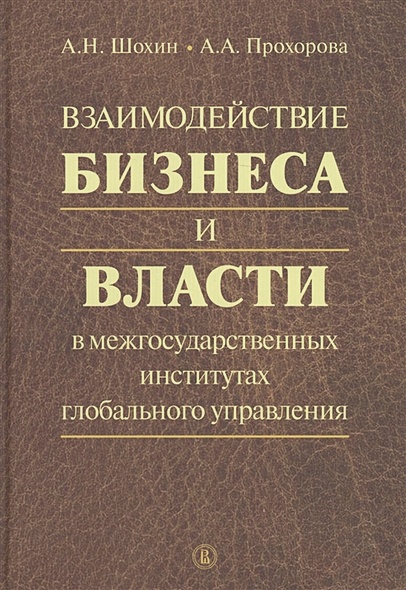 А.Н. Шохин • А.А. Прохорова
ВЗАИМОДЕЙСТВИЕ
БИЗНЕСА
И
ВЛАСТИ
в межгосударственных
институтах
глобального управления